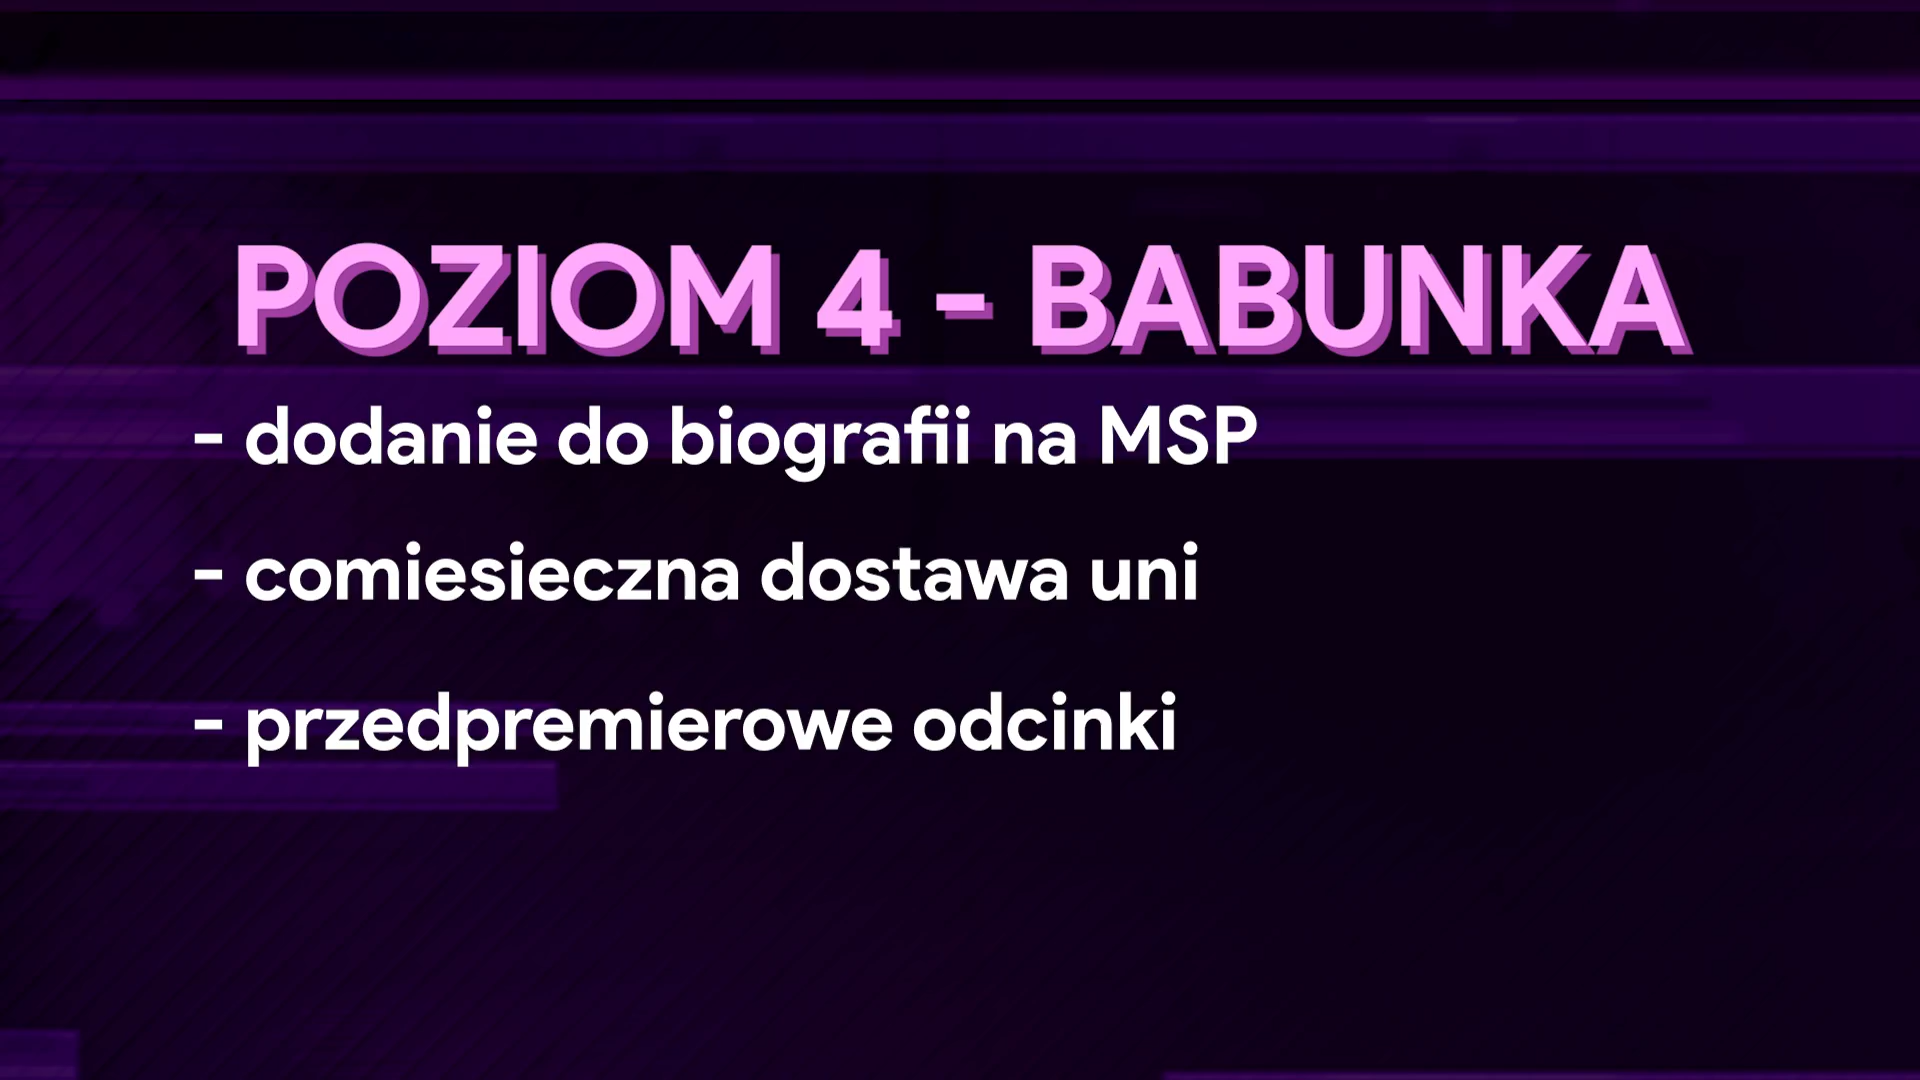 POZIOM 4 - BABUNKA
- dodanie do biografii na MSP
- comiesieczna dostawa uni
- przedpremierowe odcinki